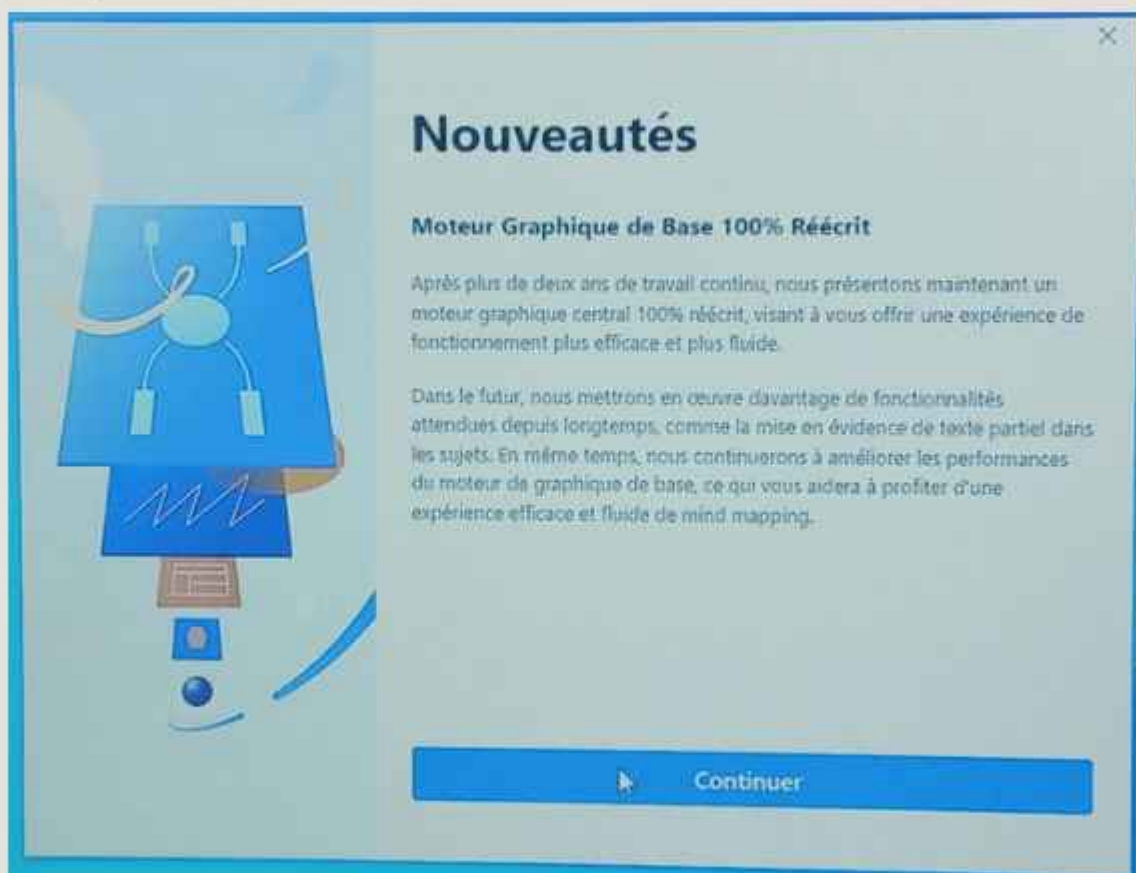 Nouveautés
Moteur Graphique de Base 100% Réécrit
Après plus de deux ans de travail continu, nous présentons maintenant un
moteur graphique central 100% réécrit, visant à vous offrir une expérience de
fonctionnement plus efficace et plus fluide.
Dans le futur, nous mettrons en œuvre davantage de fonctionnalités
attendues depuis longtemps, comme la mise en évidence de texte partiel dans
les sujets. En même temps, nous continuerons à améliorer les performances
du moteur de graphique de base, ce qui vous aidera à profiter d'une
expérience efficace et fluide de mind mapping.
Continuer